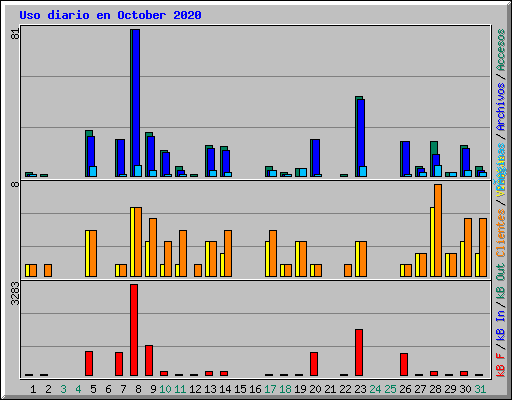 Uso diario en October 2020
81
8
3283
Accesos
Archivos /
Clientes /
kB F / kB In / kB Out
1 2 3 4 5 6 7 8 9 10 11 12 13 14 15 16 17 18 19 20 21 22 23 24 25 26 27 28 29 30 31